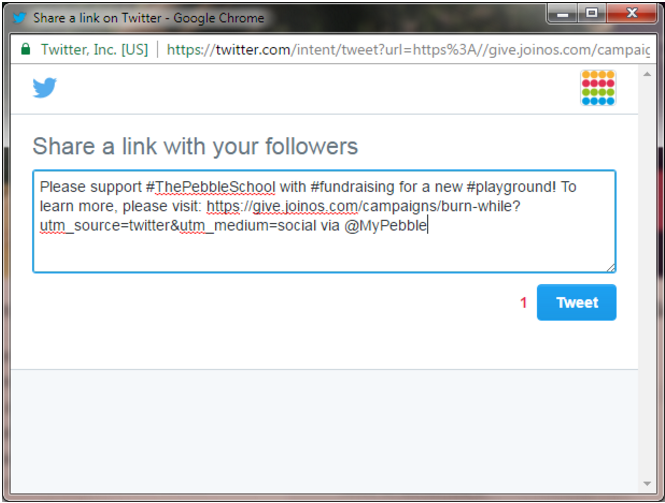 Share a link on Twitter - Google Chrome
Twitter, Inc. [US] | https://twitter.com/intent/tweet?url=https%3A//give.joinos.com/campaig
Share a link with your followers
Please support #ThePebbleSchool with #fundraising for a new #playground! To
learn more, please visit: https://give.joinos.com/campaigns/burn-while?
utm_source=twitter&utm_medium=social via @MyPebble
1 Tweet